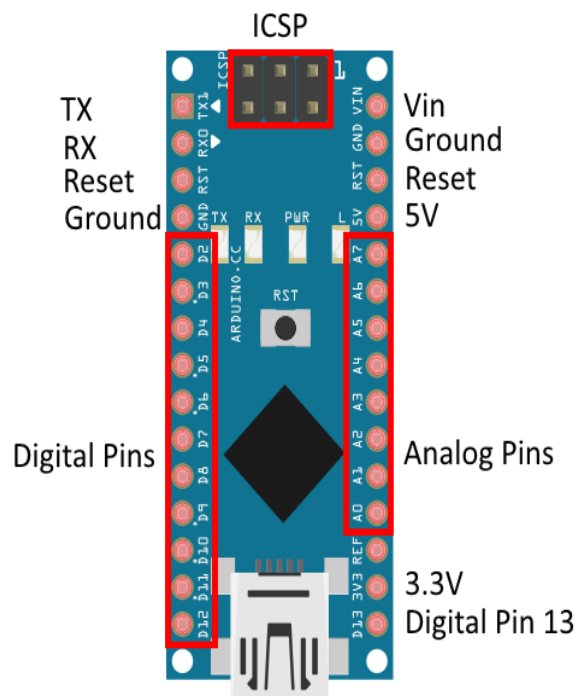 ICSP
ICSP
1
TX
TX1
VIN
Vin
RX
RX0
GND
Ground
Reset
RST
RST
Reset
Ground
GND
5V
5V
TX RX PWR L
D2
A7
D3
A6
ARDUINO.CC
RST
D4
A5
D5
A4
D6
A3
Digital Pins
D7
A2
Analog Pins
D8
A1
D9
A0
D10
REF
D11
3V3
3.3V
D12
D13
Digital Pin 13